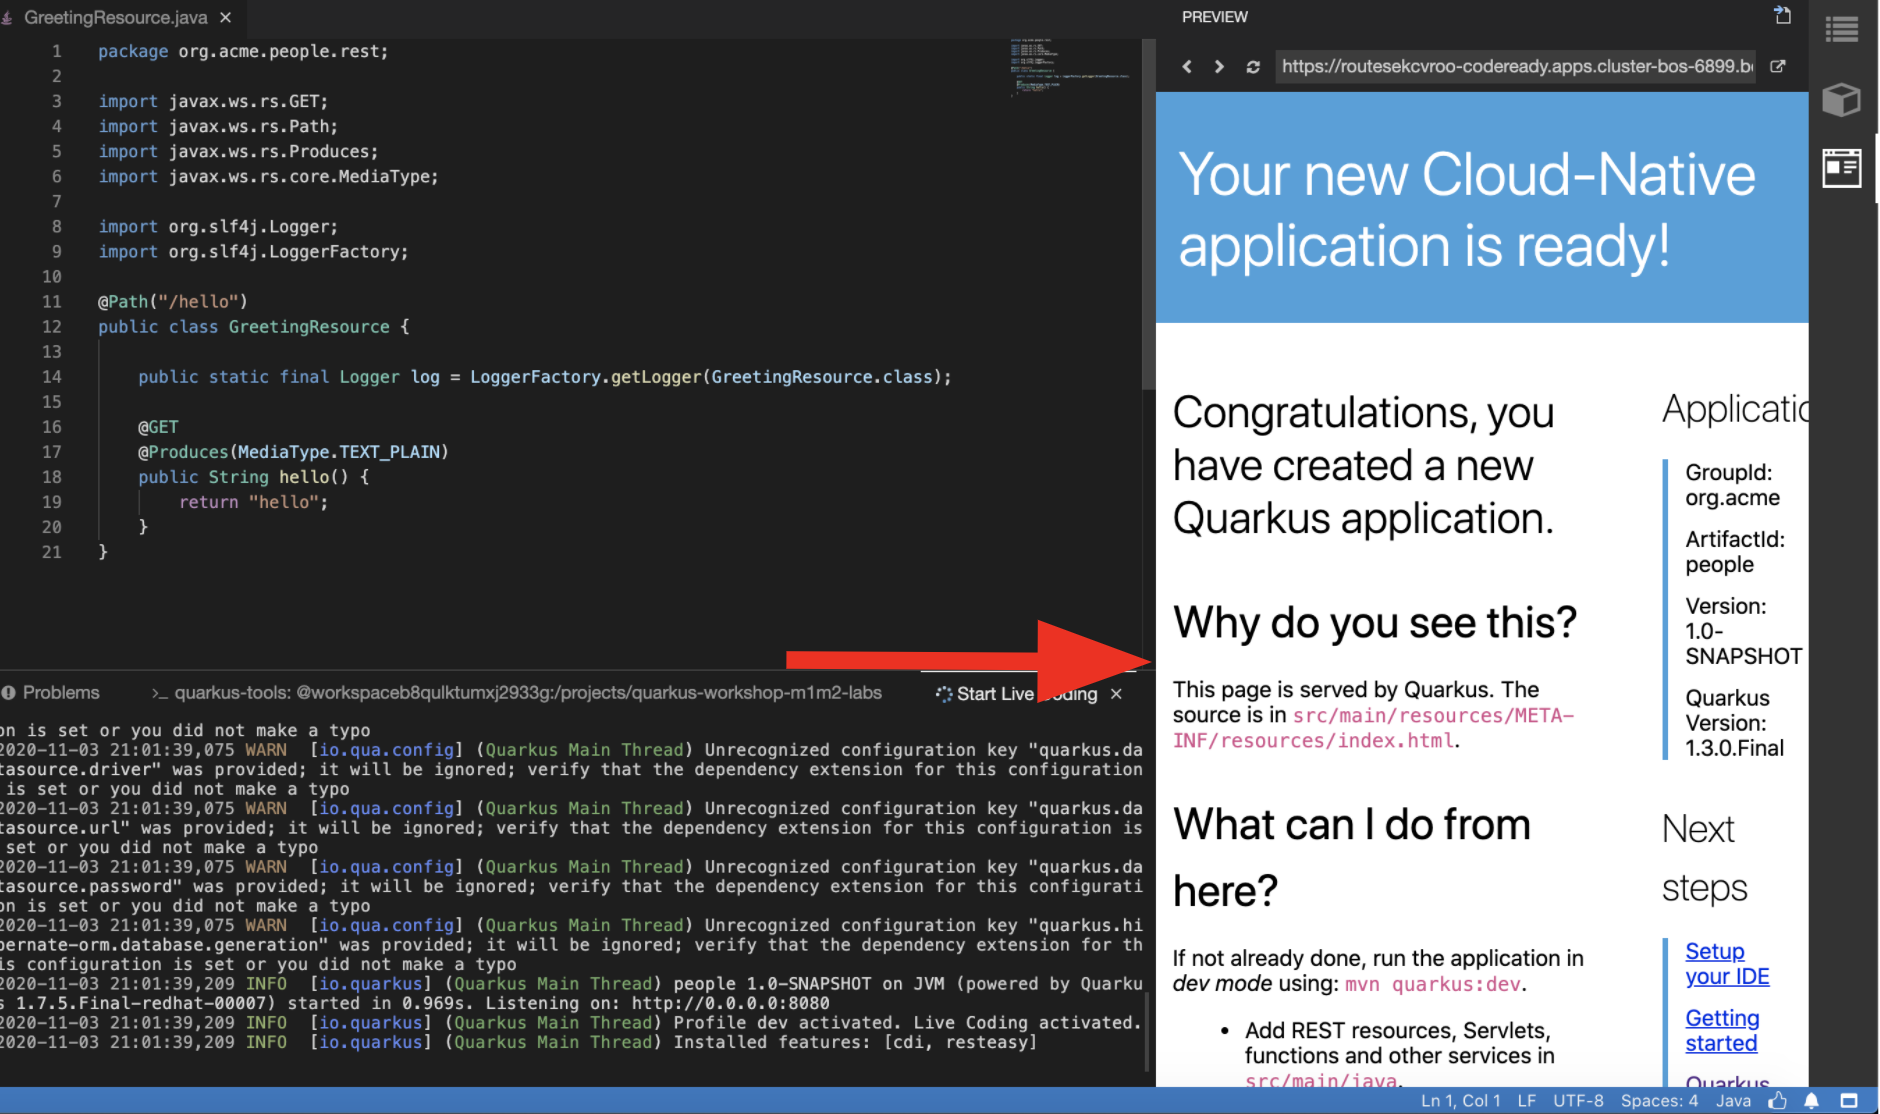 GreetingResource.java ×
1 package org.acme.people.rest;
2
3 import javax.ws.rs.GET;
4 import javax.ws.rs.Path;
5 import javax.ws.rs.Produces;
6 import javax.ws.rs.core.MediaType;
7
8 import org.slf4j.Logger;
9 import org.slf4j.LoggerFactory;
10
11 @Path("/hello")
12 public class GreetingResource {
13
14 public static final Logger log = LoggerFactory.getLogger(GreetingResource.class);
15
16 @GET
17 @Produces(MediaType.TEXT_PLAIN)
18 public String hello() {
19 return "hello";
20 }
21 }
Problems
>_ quarkus-tools: @workspaceb8qulktumxj2933g:/projects/quarkus-workshop-m1m2-labs
Start Live oding ×
on is set or you did not make a typo
2020-11-03 21:01:39,075 WARN [io.qua.config] (Quarkus Main Thread) Unrecognized configuration key "quarkus.da
tasource.driver" was provided; it will be ignored; verify that the dependency extension for this configuration
is set or you did not make a typo
2020-11-03 21:01:39,075 WARN [io.qua.config] (Quarkus Main Thread) Unrecognized configuration key "quarkus.da
tasource.url" was provided; it will be ignored; verify that the dependency extension for this configuration is
set or you did not make a typo
2020-11-03 21:01:39,075 WARN [io.qua.config] (Quarkus Main Thread) Unrecognized configuration key "quarkus.da
tasource.password" was provided; it will be ignored; verify that the dependency extension for this configurati
on is set or you did not make a typo
2020-11-03 21:01:39,075 WARN [io.qua.config] (Quarkus Main Thread) Unrecognized configuration key "quarkus.hi
bernate-orm.database.generation" was provided; it will be ignored; verify that the dependency extension for th
is configuration is set or you did not make a typo
2020-11-03 21:01:39,209 INFO [io.quarkus] (Quarkus Main Thread) people 1.0-SNAPSHOT on JVM (powered by Quarku
s 1.7.5.Final-redhat-00007) started in 0.969s. Listening on: http://0.0.0.0:8080
2020-11-03 21:01:39,209 INFO [io.quarkus] (Quarkus Main Thread) Profile dev activated. Live Coding activated.
2020-11-03 21:01:39,209 INFO [io.quarkus] (Quarkus Main Thread) Installed features: [cdi, resteasy]
PREVIEW
https://routesekcvroo-codeready.apps.cluster-bos-6899.b
Your new Cloud-Native
application is ready!
Congratulations, you
have created a new
Quarkus application.
Why do you see this?
This page is served by Quarkus. The
source is in src/main/resources/META-
INF/resources/index.html.
What can I do from
here?
If not already done, run the application in
dev mode using: mvn quarkus:dev.
• Add REST resources, Servlets,
functions and other services in
src/main/java.
Applicatio
GroupId:
org.acme
ArtifactId:
people
Version:
1.0-
SNAPSHOT
Quarkus
Version:
1.3.0.Final
Next
steps
Setup
your IDE
Getting
started
Quarkus
Ln 1, Col 1 LF UTF-8 Spaces: 4 Java